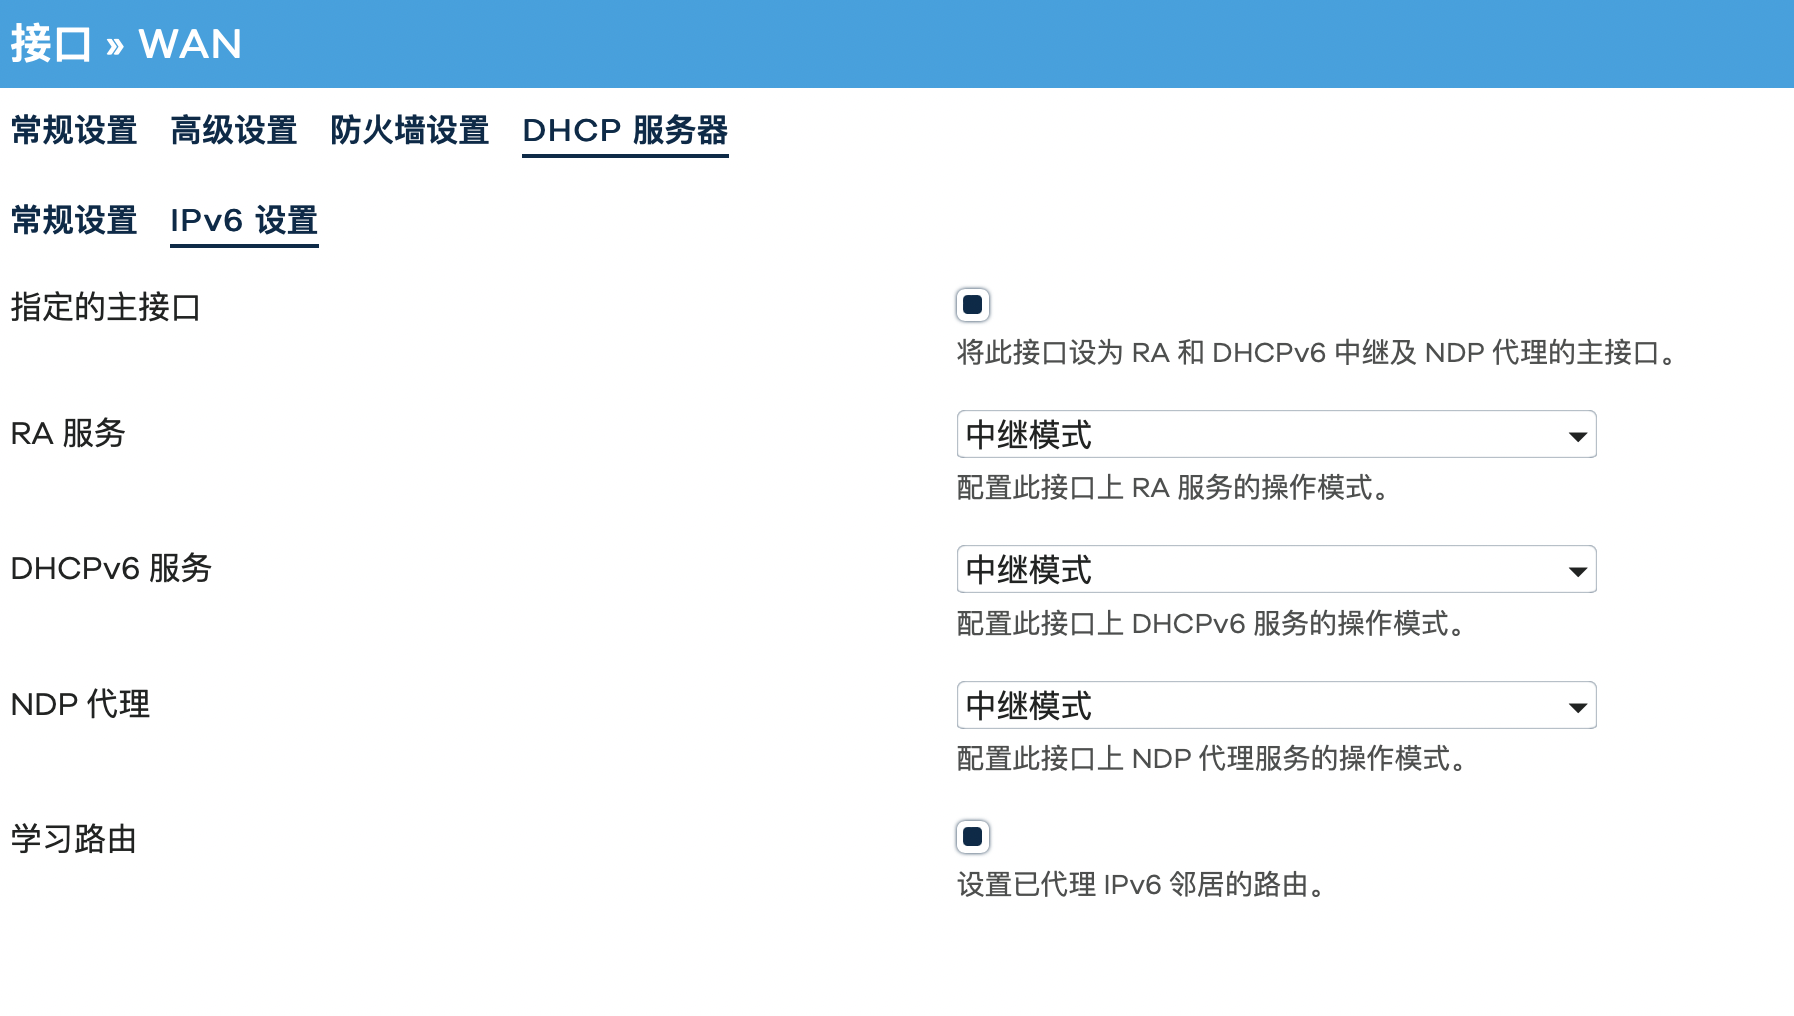 接口 » WAN
常规设置 高级设置 防火墙设置 DHCP 服务器
常规设置 IPv6 设置
指定的主接口
将此接口设为 RA 和 DHCPv6 中继及 NDP 代理的主接口。
RA 服务 中继模式
配置此接口上 RA 服务的操作模式。
DHCPv6 服务 中继模式
配置此接口上 DHCPv6 服务的操作模式。
NDP 代理 中继模式
配置此接口上 NDP 代理服务的操作模式。
学习路由
设置已代理 IPv6 邻居的路由。